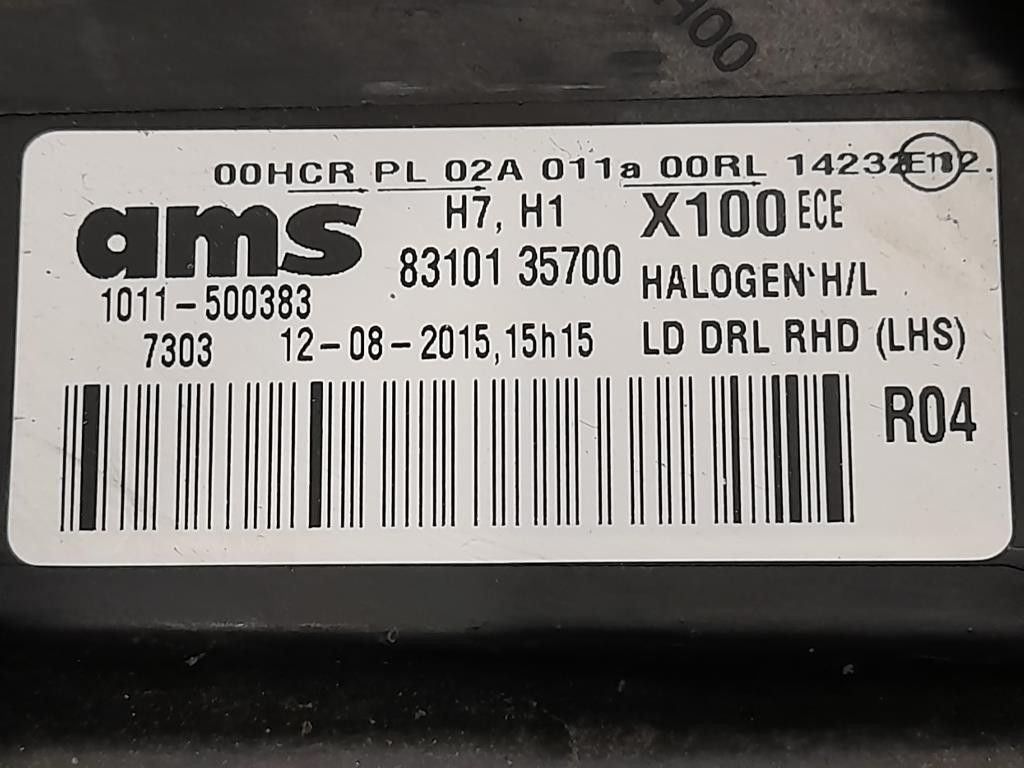 H00
00HCR PL 02A 011a 00RL
ams H7, H1 X100 ECE
83101 35700 HALOGEN H/L
1011-500383
7303 12-08-2015, 15h15 LD DRL RHD (LHS)
R04